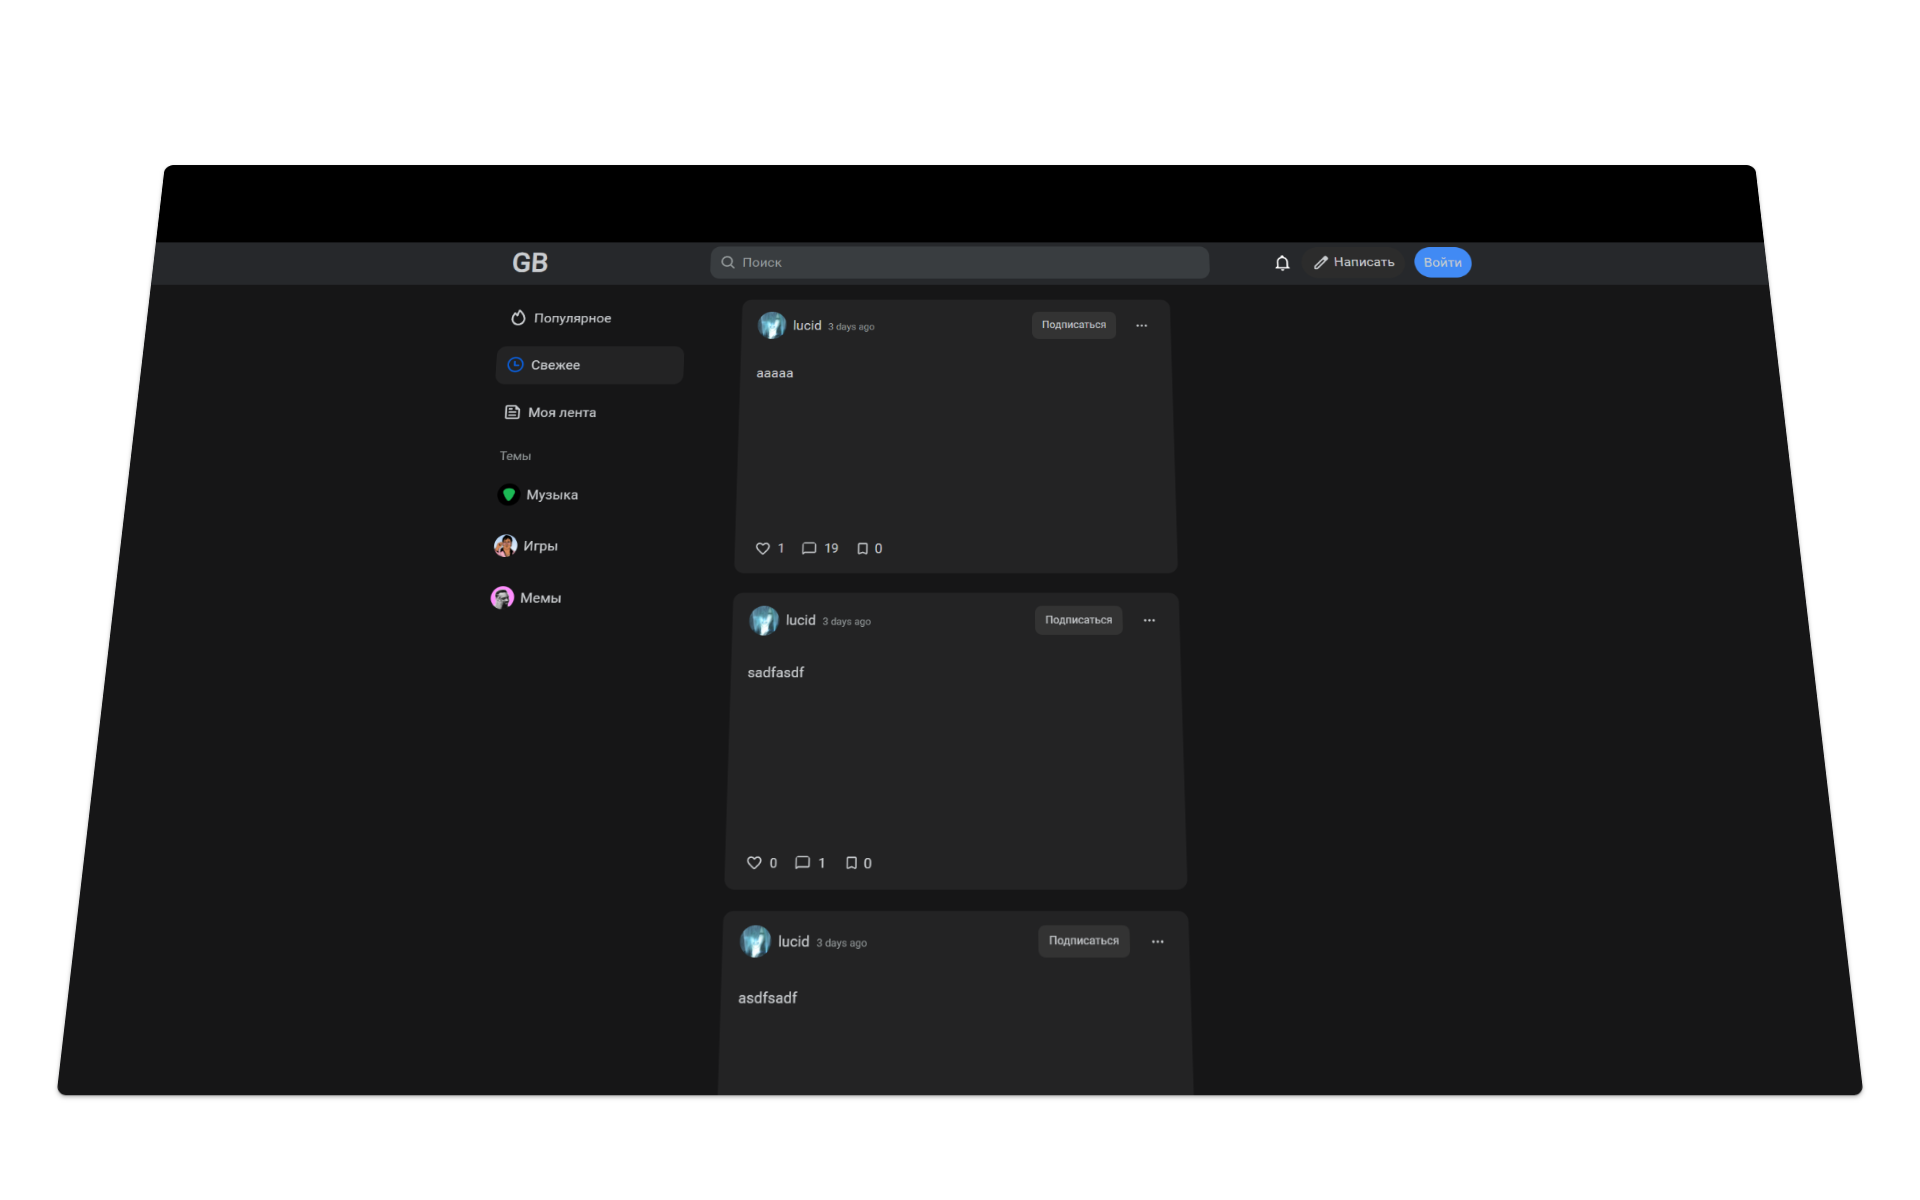 GB
Поиск
Написать
Войти
Популярное
Свежее
Моя лента
Темы
Музыка
Игры
Мемы
lucid 3 days ago
Подписаться
aaaaa
1 19 0
lucid 3 days ago
Подписаться
sadfasdf
0 1 0
lucid 3 days ago
Подписаться
asdfsadf